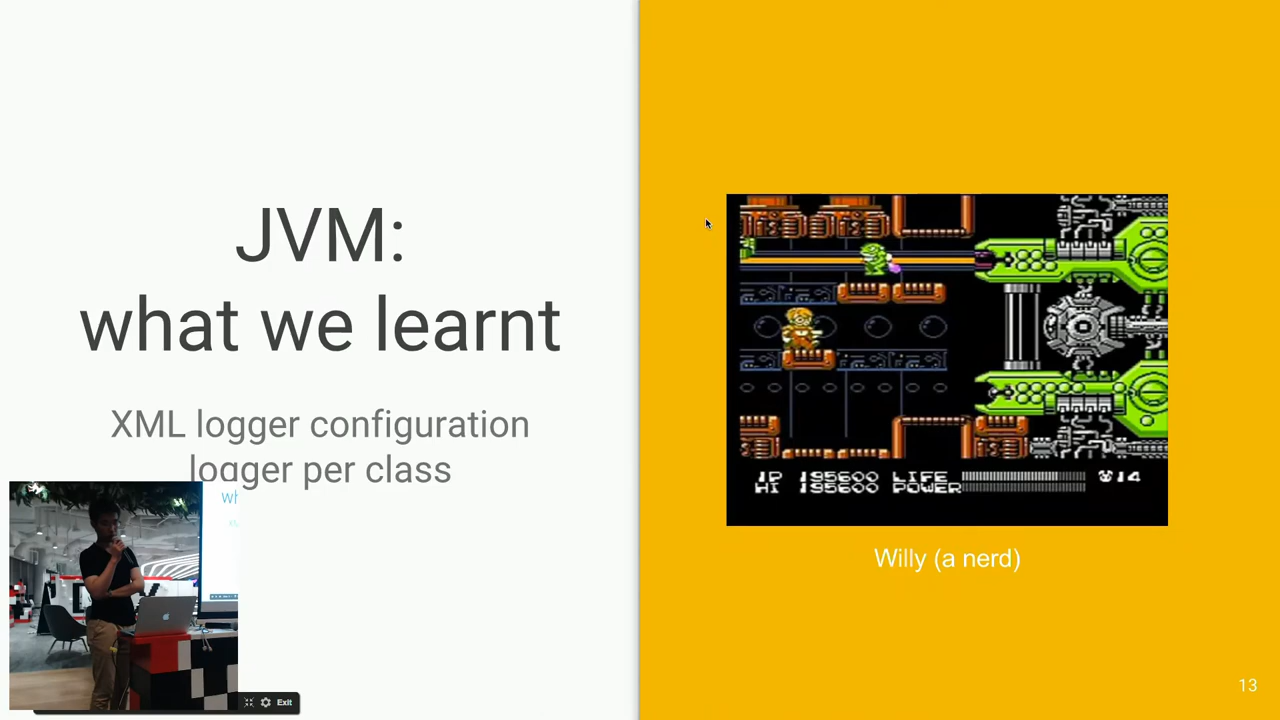 JVM:
what we learnt
XML logger configuration
logger per class
wh
1P 195600 LIFE 14
HI 195600 POWER
Willy (a nerd)
Exit
13